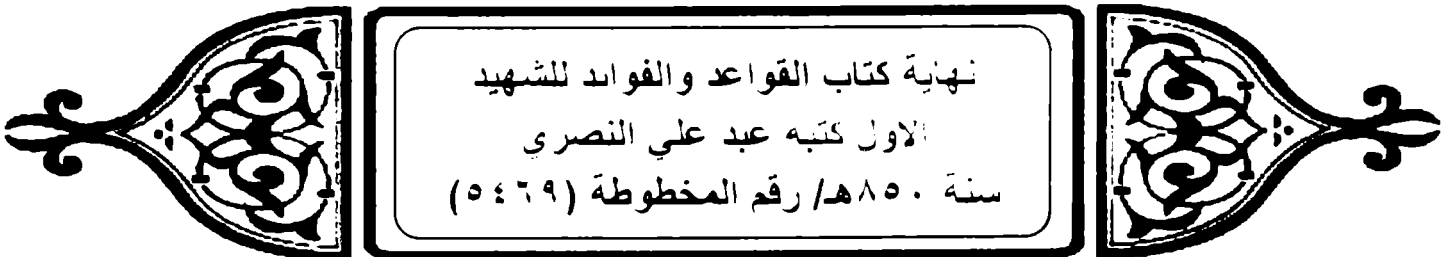 نهاية كتاب القواعد والفوائد للشهيد
الاول كتبه عبد علي النصري
سنة ٨٥٠هـ/ رقم المخطوطة (٥٤٦٩)